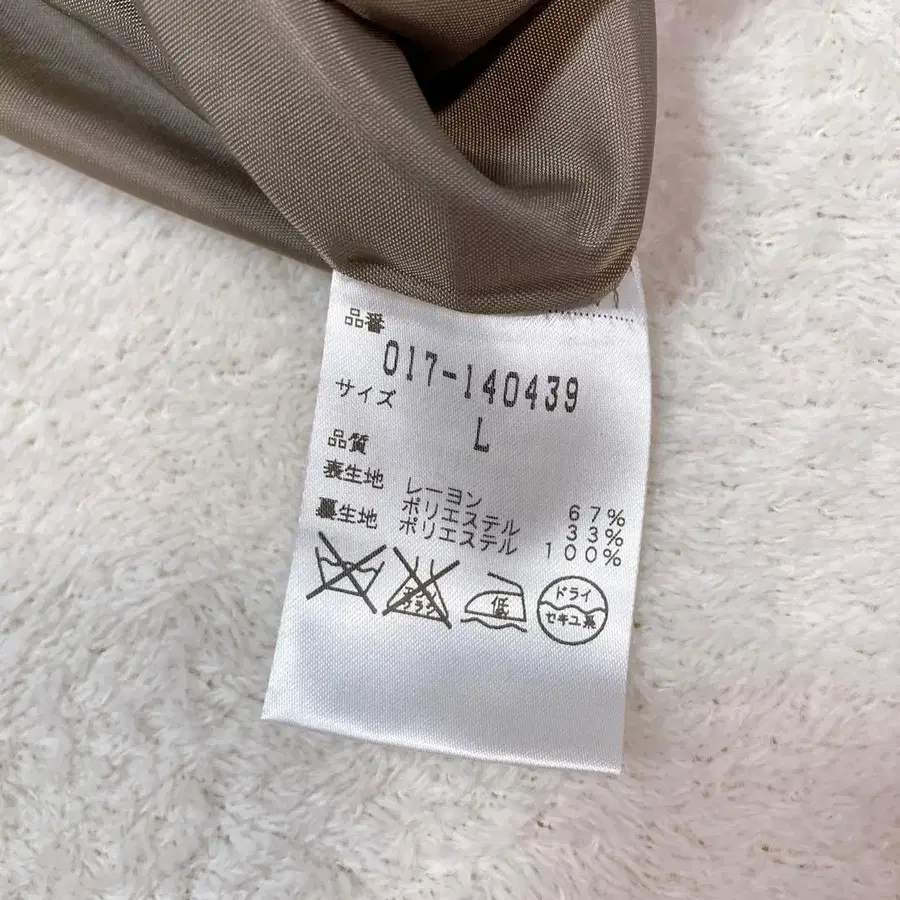 品番
017-140439
サイズ L
品質
表生地 レーヨン 67%
ポリエステル 33%
裏生地 ポリエステル 100%
低 ドライ
セキユ系